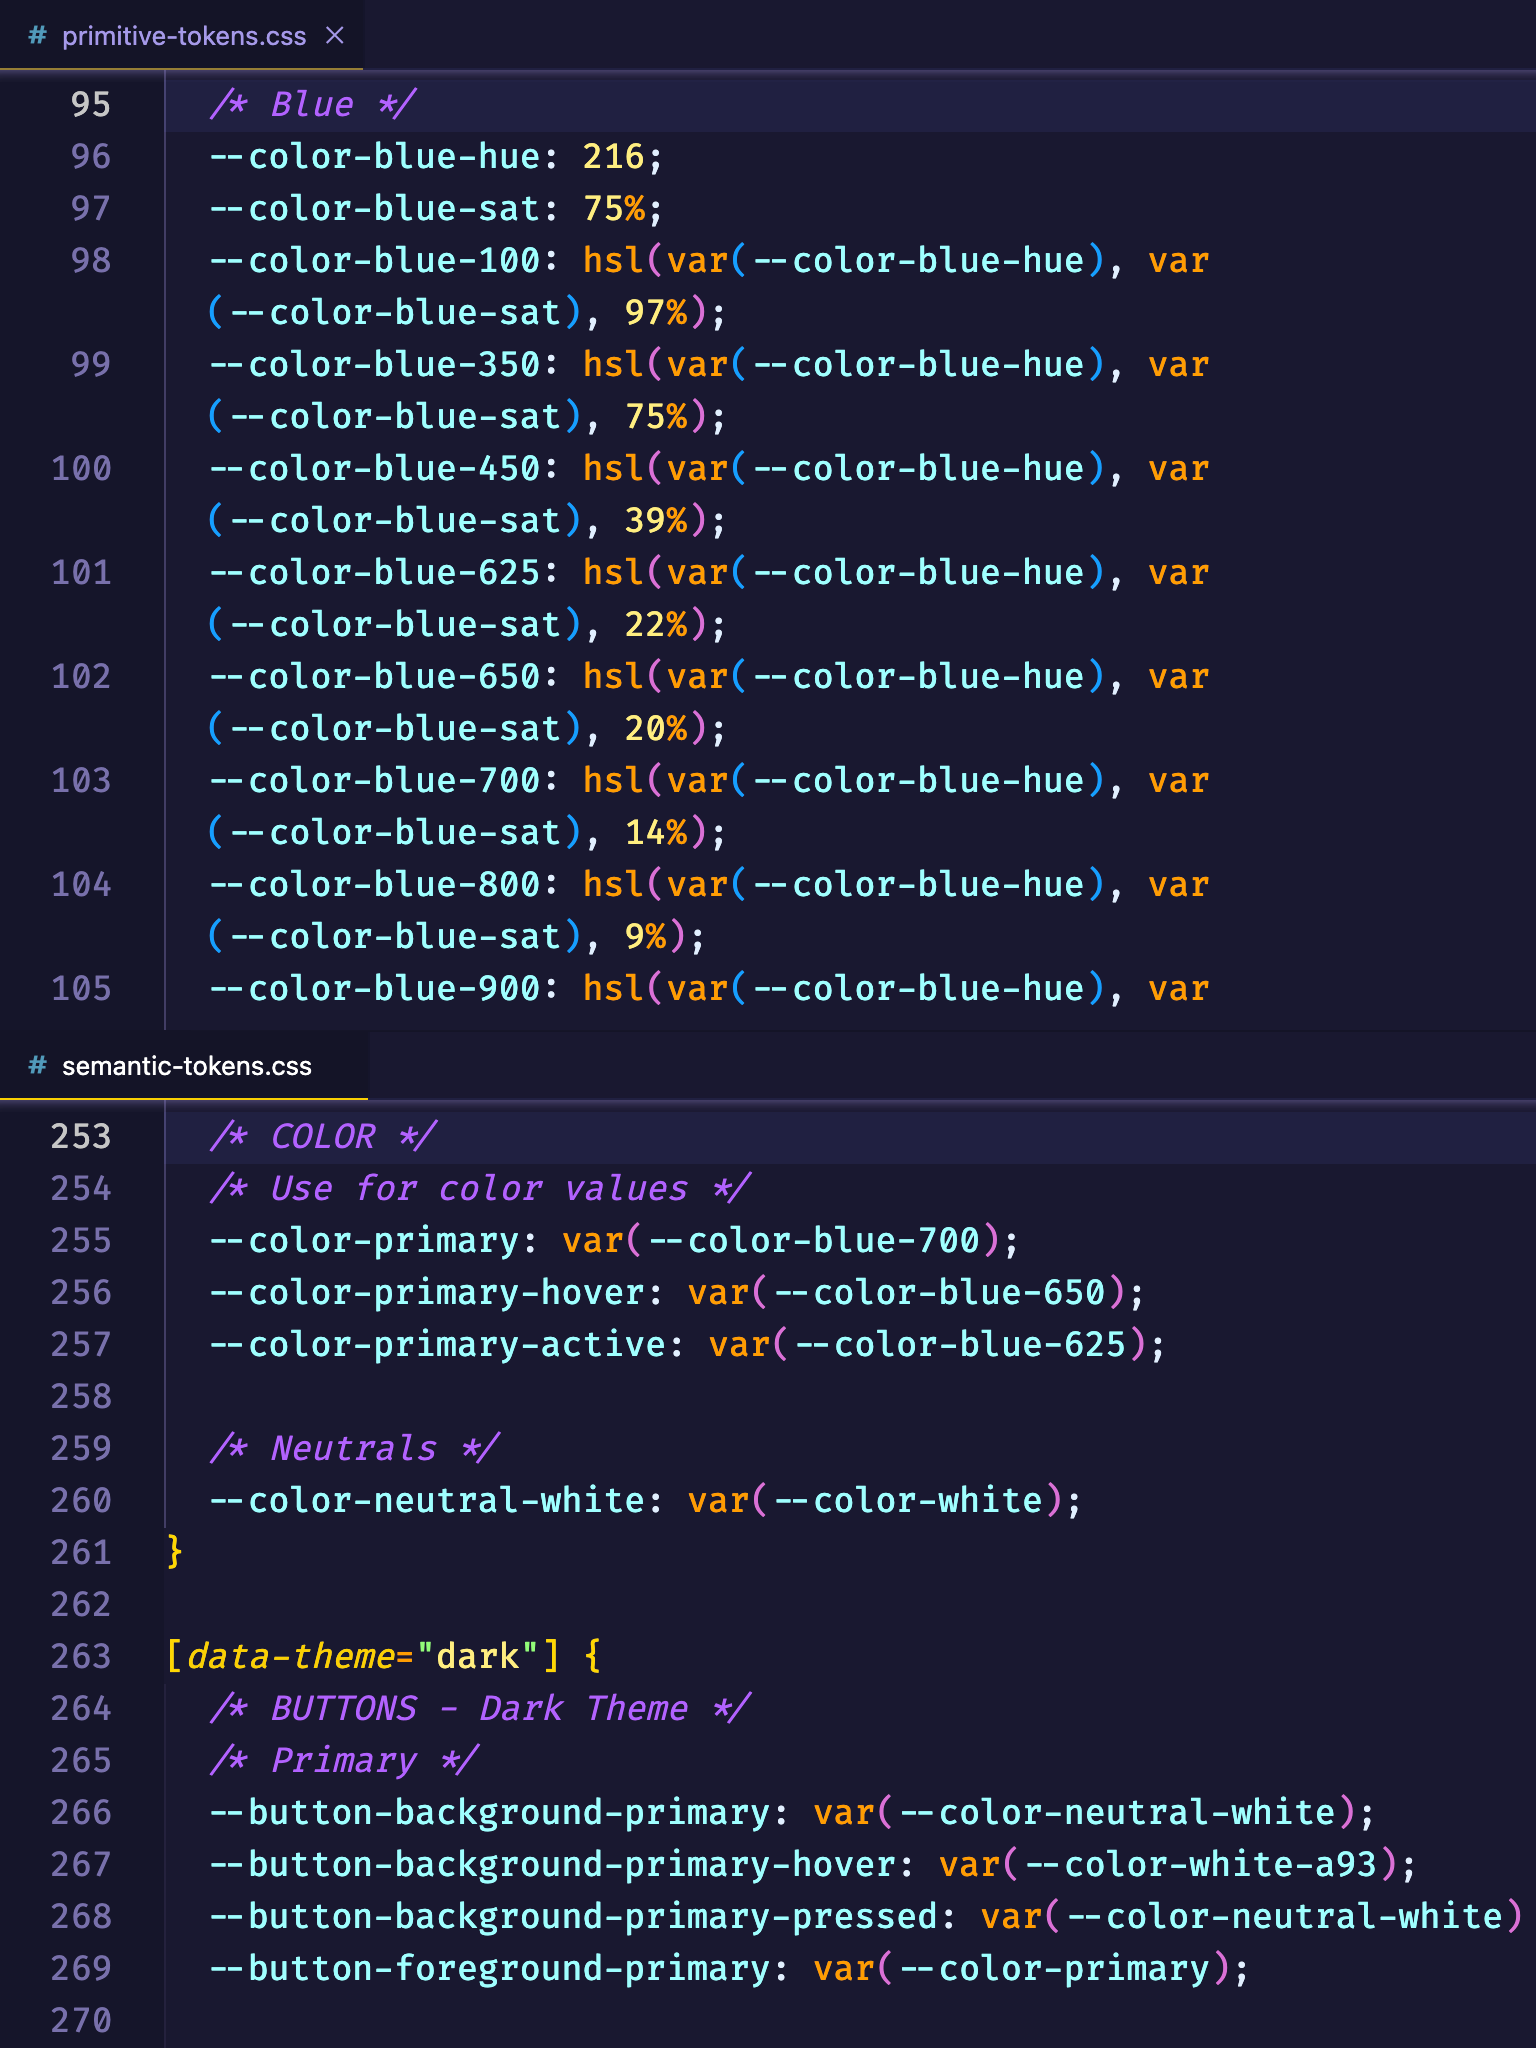 # primitive-tokens.css ×
95 /* Blue */
96 --color-blue-hue: 216;
97 --color-blue-sat: 75%;
98 --color-blue-100: hsl(var(--color-blue-hue), var
(--color-blue-sat), 97%);
99 --color-blue-350: hsl(var(--color-blue-hue), var
(--color-blue-sat), 75%);
100 --color-blue-450: hsl(var(--color-blue-hue), var
(--color-blue-sat), 39%);
101 --color-blue-625: hsl(var(--color-blue-hue), var
(--color-blue-sat), 22%);
102 --color-blue-650: hsl(var(--color-blue-hue), var
(--color-blue-sat), 20%);
103 --color-blue-700: hsl(var(--color-blue-hue), var
(--color-blue-sat), 14%);
104 --color-blue-800: hsl(var(--color-blue-hue), var
(--color-blue-sat), 9%);
105 --color-blue-900: hsl(var(--color-blue-hue), var
# semantic-tokens.css
253 /* COLOR */
254 /* Use for color values */
255 --color-primary: var(--color-blue-700);
256 --color-primary-hover: var(--color-blue-650);
257 --color-primary-active: var(--color-blue-625);
258
259 /* Neutrals */
260 --color-neutral-white: var(--color-white);
261 }
262
263 [data-theme="dark"] {
264 /* BUTTONS - Dark Theme */
265 /* Primary */
266 --button-background-primary: var(--color-neutral-white);
267 --button-background-primary-hover: var(--color-white-a93);
268 --button-background-primary-pressed: var(--color-neutral-white)
269 --button-foreground-primary: var(--color-primary);
270